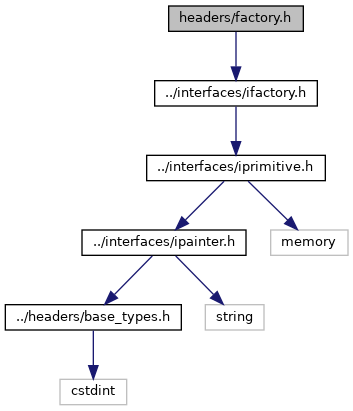 headers/factory.h
../interfaces/ifactory.h
../interfaces/iprimitive.h
../interfaces/ipainter.h
memory
../headers/base_types.h
string
cstdint